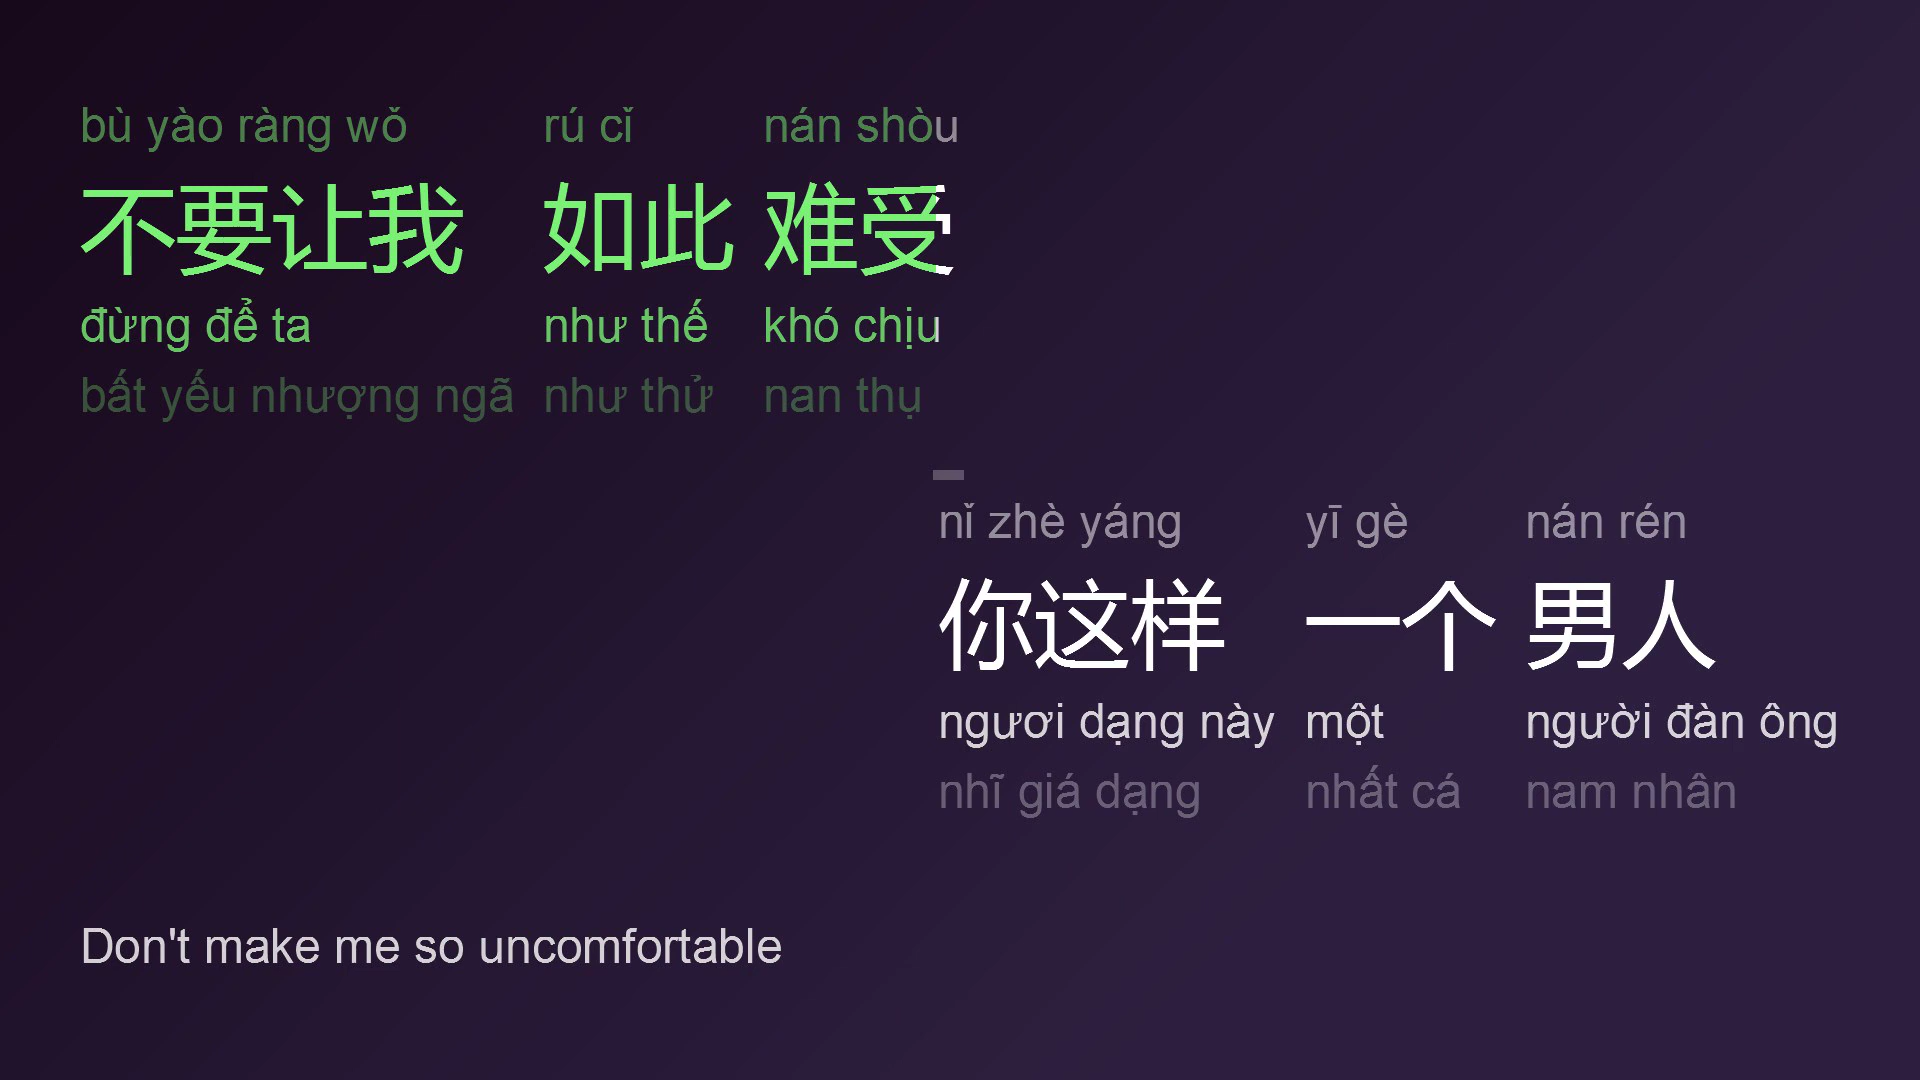 bù yào ràng wǒ rú cǐ nán shòu
不要让我 如此 难受
đừng để ta như thế khó chịu
bất yếu nhượng ngã như thử nan thụ
nǐ zhè yáng yī gè nán rén
你这样 一个 男人
ngươi dạng này một người đàn ông
nhĩ giá dạng nhất cá nam nhân
Don't make me so uncomfortable